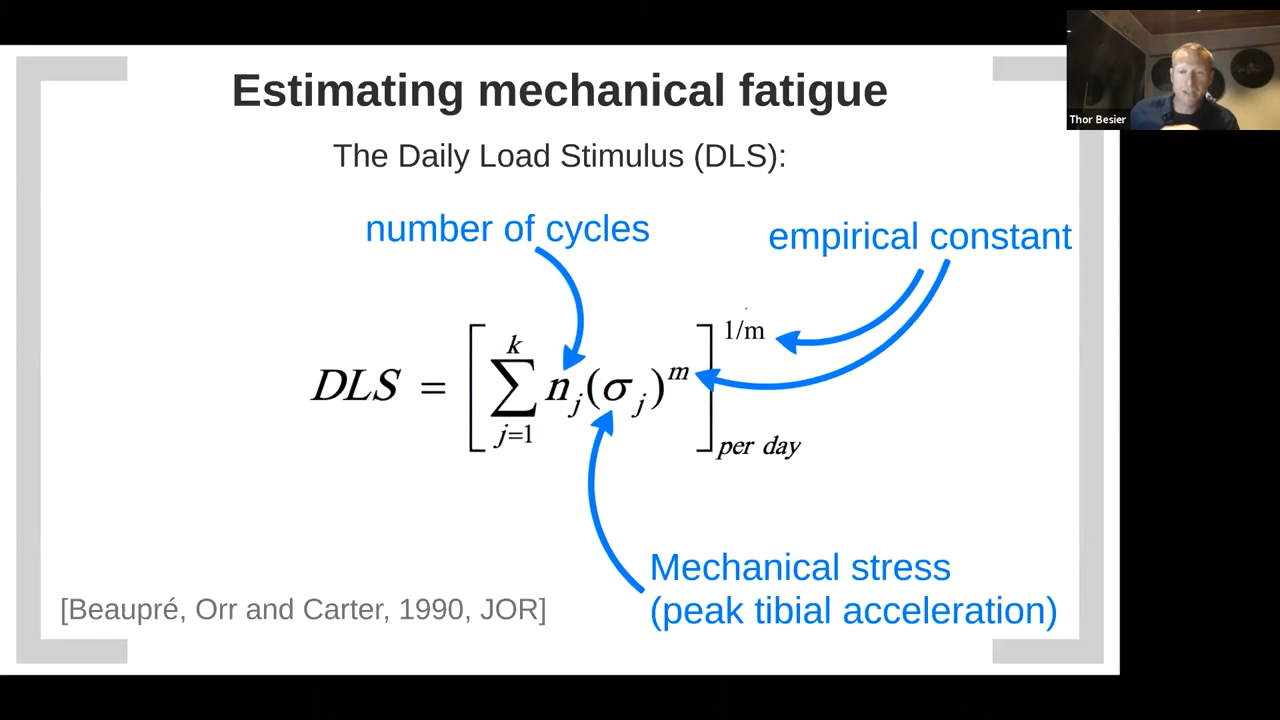 Estimating mechanical fatigue
Thor Besier
The Daily Load Stimulus (DLS):
number of cycles
empirical constant
DLS = [ k ∑ j=1 n_j(σ_j)^m ]^1/m per day
Mechanical stress
(peak tibial acceleration)
[Beaupré, Orr and Carter, 1990, JOR]